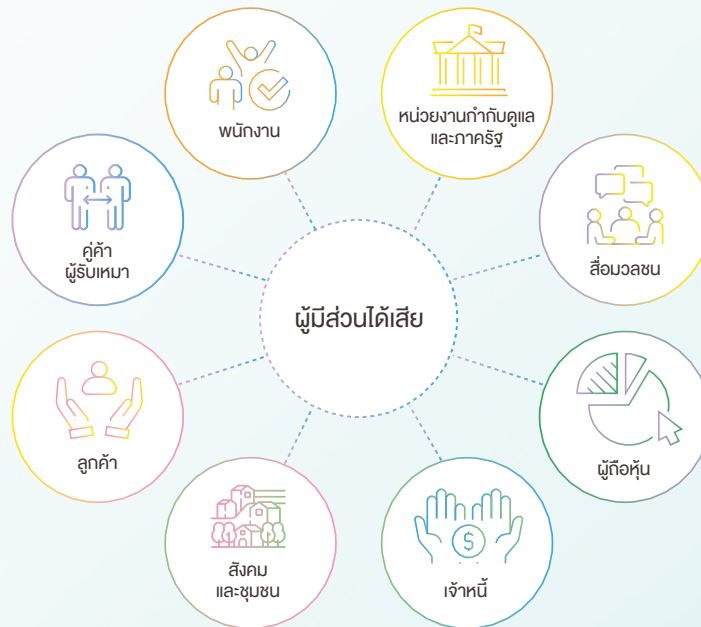 พนักงาน
หน่วยงานกำกับดูแล
และภาครัฐ
คู่ค้า
ผู้รับเหมา
สื่อมวลชน
ผู้มีส่วนได้เสีย
ลูกค้า
ผู้ถือหุ้น
สังคม
และชุมชน
เจ้าหนี้
$